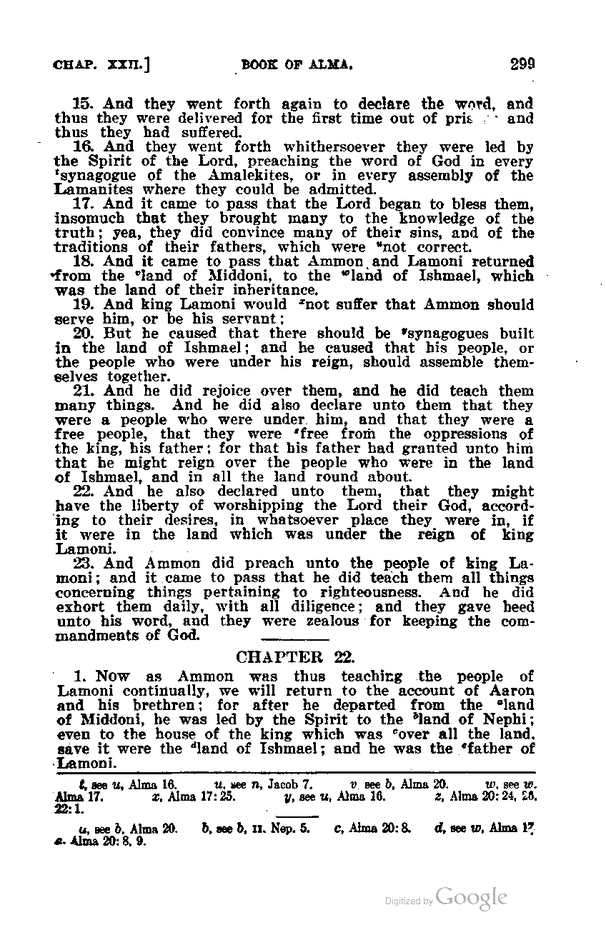 CHAP. XXII.] BOOK OF ALMA. 299
15. And they went forth again to declare the word, and
thus they were delivered for the first time out of pris and
thus they had suffered.
16. And they went forth whithersoever they were led by
the Spirit of the Lord, preaching the word of God in every
ᵗsynagogue of the Amalekites, or in every assembly of the
Lamanites where they could be admitted.
17. And it came to pass that the Lord began to bless them,
insomuch that they brought many to the knowledge of the
truth; yea, they did convince many of their sins, and of the
traditions of their fathers, which were ᵘnot correct.
18. And it came to pass that Ammon and Lamoni returned
from the ᵛland of Middoni, to the ʷland of Ishmael, which
was the land of their inheritance.
19. And king Lamoni would ˣnot suffer that Ammon should
serve him, or be his servant;
20. But he caused that there should be ʸsynagogues built
in the land of Ishmael; and he caused that his people, or
the people who were under his reign, should assemble them-
selves together.
21. And he did rejoice over them, and he did teach them
many things. And he did also declare unto them that they
were a people who were under him, and that they were a
free people, that they were ᶻfree from the oppressions of
the king, his father; for that his father had granted unto him
that he might reign over the people who were in the land
of Ishmael, and in all the land round about.
22. And he also declared unto them, that they might
have the liberty of worshipping the Lord their God, accord-
ing to their desires, in whatsoever place they were in, if
it were in the land which was under the reign of king
Lamoni.
23. And Ammon did preach unto the people of king La-
moni; and it came to pass that he did teach them all things
concerning things pertaining to righteousness. And he did
exhort them daily, with all diligence; and they gave heed
unto his word, and they were zealous for keeping the com-
mandments of God.
CHAPTER 22.
1. Now as Ammon was thus teaching the people of
Lamoni continually, we will return to the account of Aaron
and his brethren; for after he departed from the ᵃland
of Middoni, he was led by the Spirit to the ᵇland of Nephi;
even to the house of the king which was ᶜover all the land,
save it were the ᵈland of Ishmael; and he was the ᵉfather of
Lamoni.
t, see u, Alma 16. u, see n, Jacob 7. v see b, Alma 20. w, see w,
Alma 17. x, Alma 17:25. y, see u, Alma 16. z, Alma 20:24, 26,
22:1.
a, see b, Alma 20. b, see b, II. Nep. 5. c, Alma 20:8. d, see w, Alma 17
e. Alma 20:8, 9.
Digitized by Google